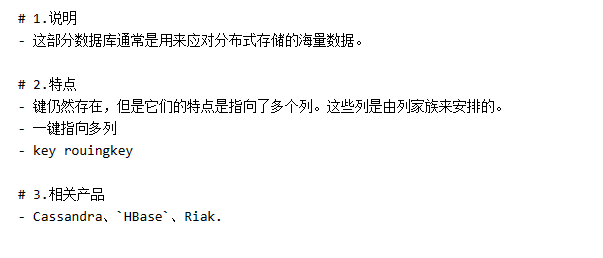 # 1.说明
- 这部分数据库通常是用来应对分布式存储的海量数据。
# 2.特点
- 键仍然存在，但是它们的特点是指向了多个列。这些列是由列家族来安排的。
- 一键指向多列
- key rouingkey
# 3.相关产品
- Cassandra、`HBase`、Riak.